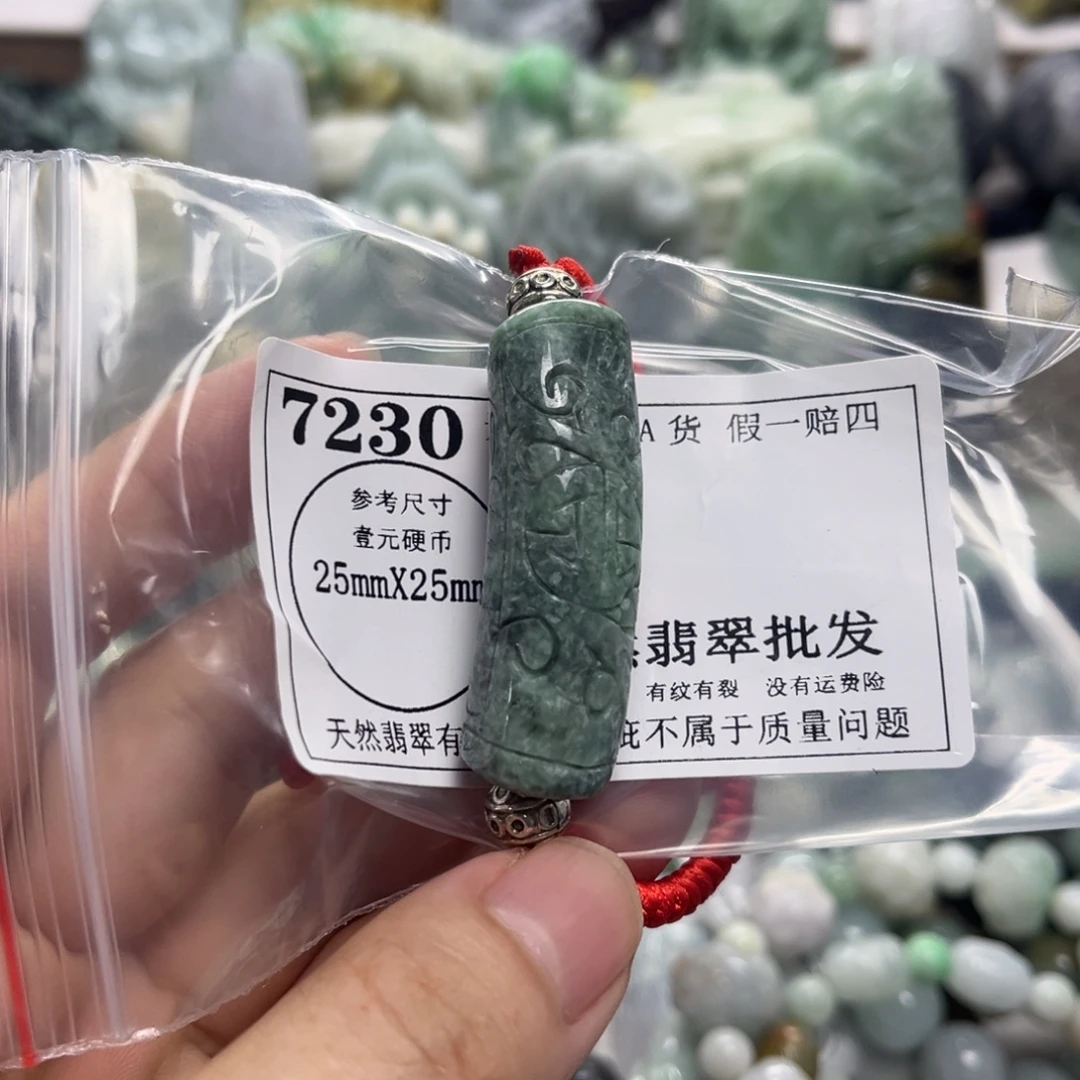 7230
A货 假一赔四
参考尺寸
壹元硬币
25mmX25mm
翡翠批发
有纹有裂 没有运费险
天然翡翠有 疵不属于质量问题